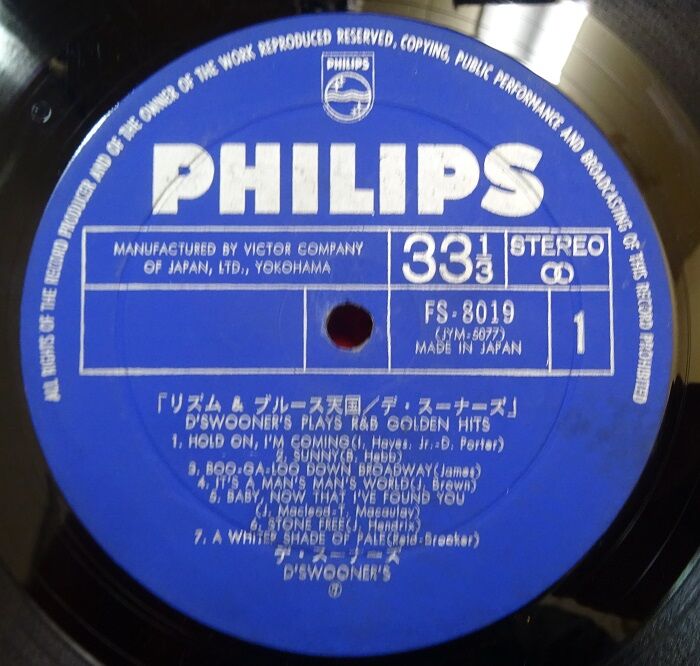 ALL RIGHTS OF THE RECORD PRODUCER AND OF THE OWNER OF THE WORK REPRODUCED RESERVED. COPYING, PUBLIC PERFORMANCE AND BROADCASTING OF THIS RECORD PROHIBITED
PHILIPS
PHILIPS
MANUFACTURED BY VICTOR COMPANY
OF JAPAN, LTD., YOKOHAMA
33 1/3
STEREO
FS-8019
(JYM-5077)
MADE IN JAPAN
1
「リズム & ブルース天国/デ・スーナーズ」
D'SWOONER'S PLAYS R&B GOLDEN HITS
1. HOLD ON, I'M COMING(I. Hayes. Jr.-D. Porter)
2. SUNNY(B. Hebb)
3. BOO-GA-LOO DOWN BROADWAY(James)
4. IT'S A MAN'S MAN'S WORLD(J. Brown)
5. BABY, NOW THAT I'VE FOUND YOU
(J. Macleod-T. Macaulay)
6. STONE FREE(J. Hendrix)
7. A WHITER SHADE OF PALE(Reid-Brooker)
デ・スーナーズ
D'SWOONER'S